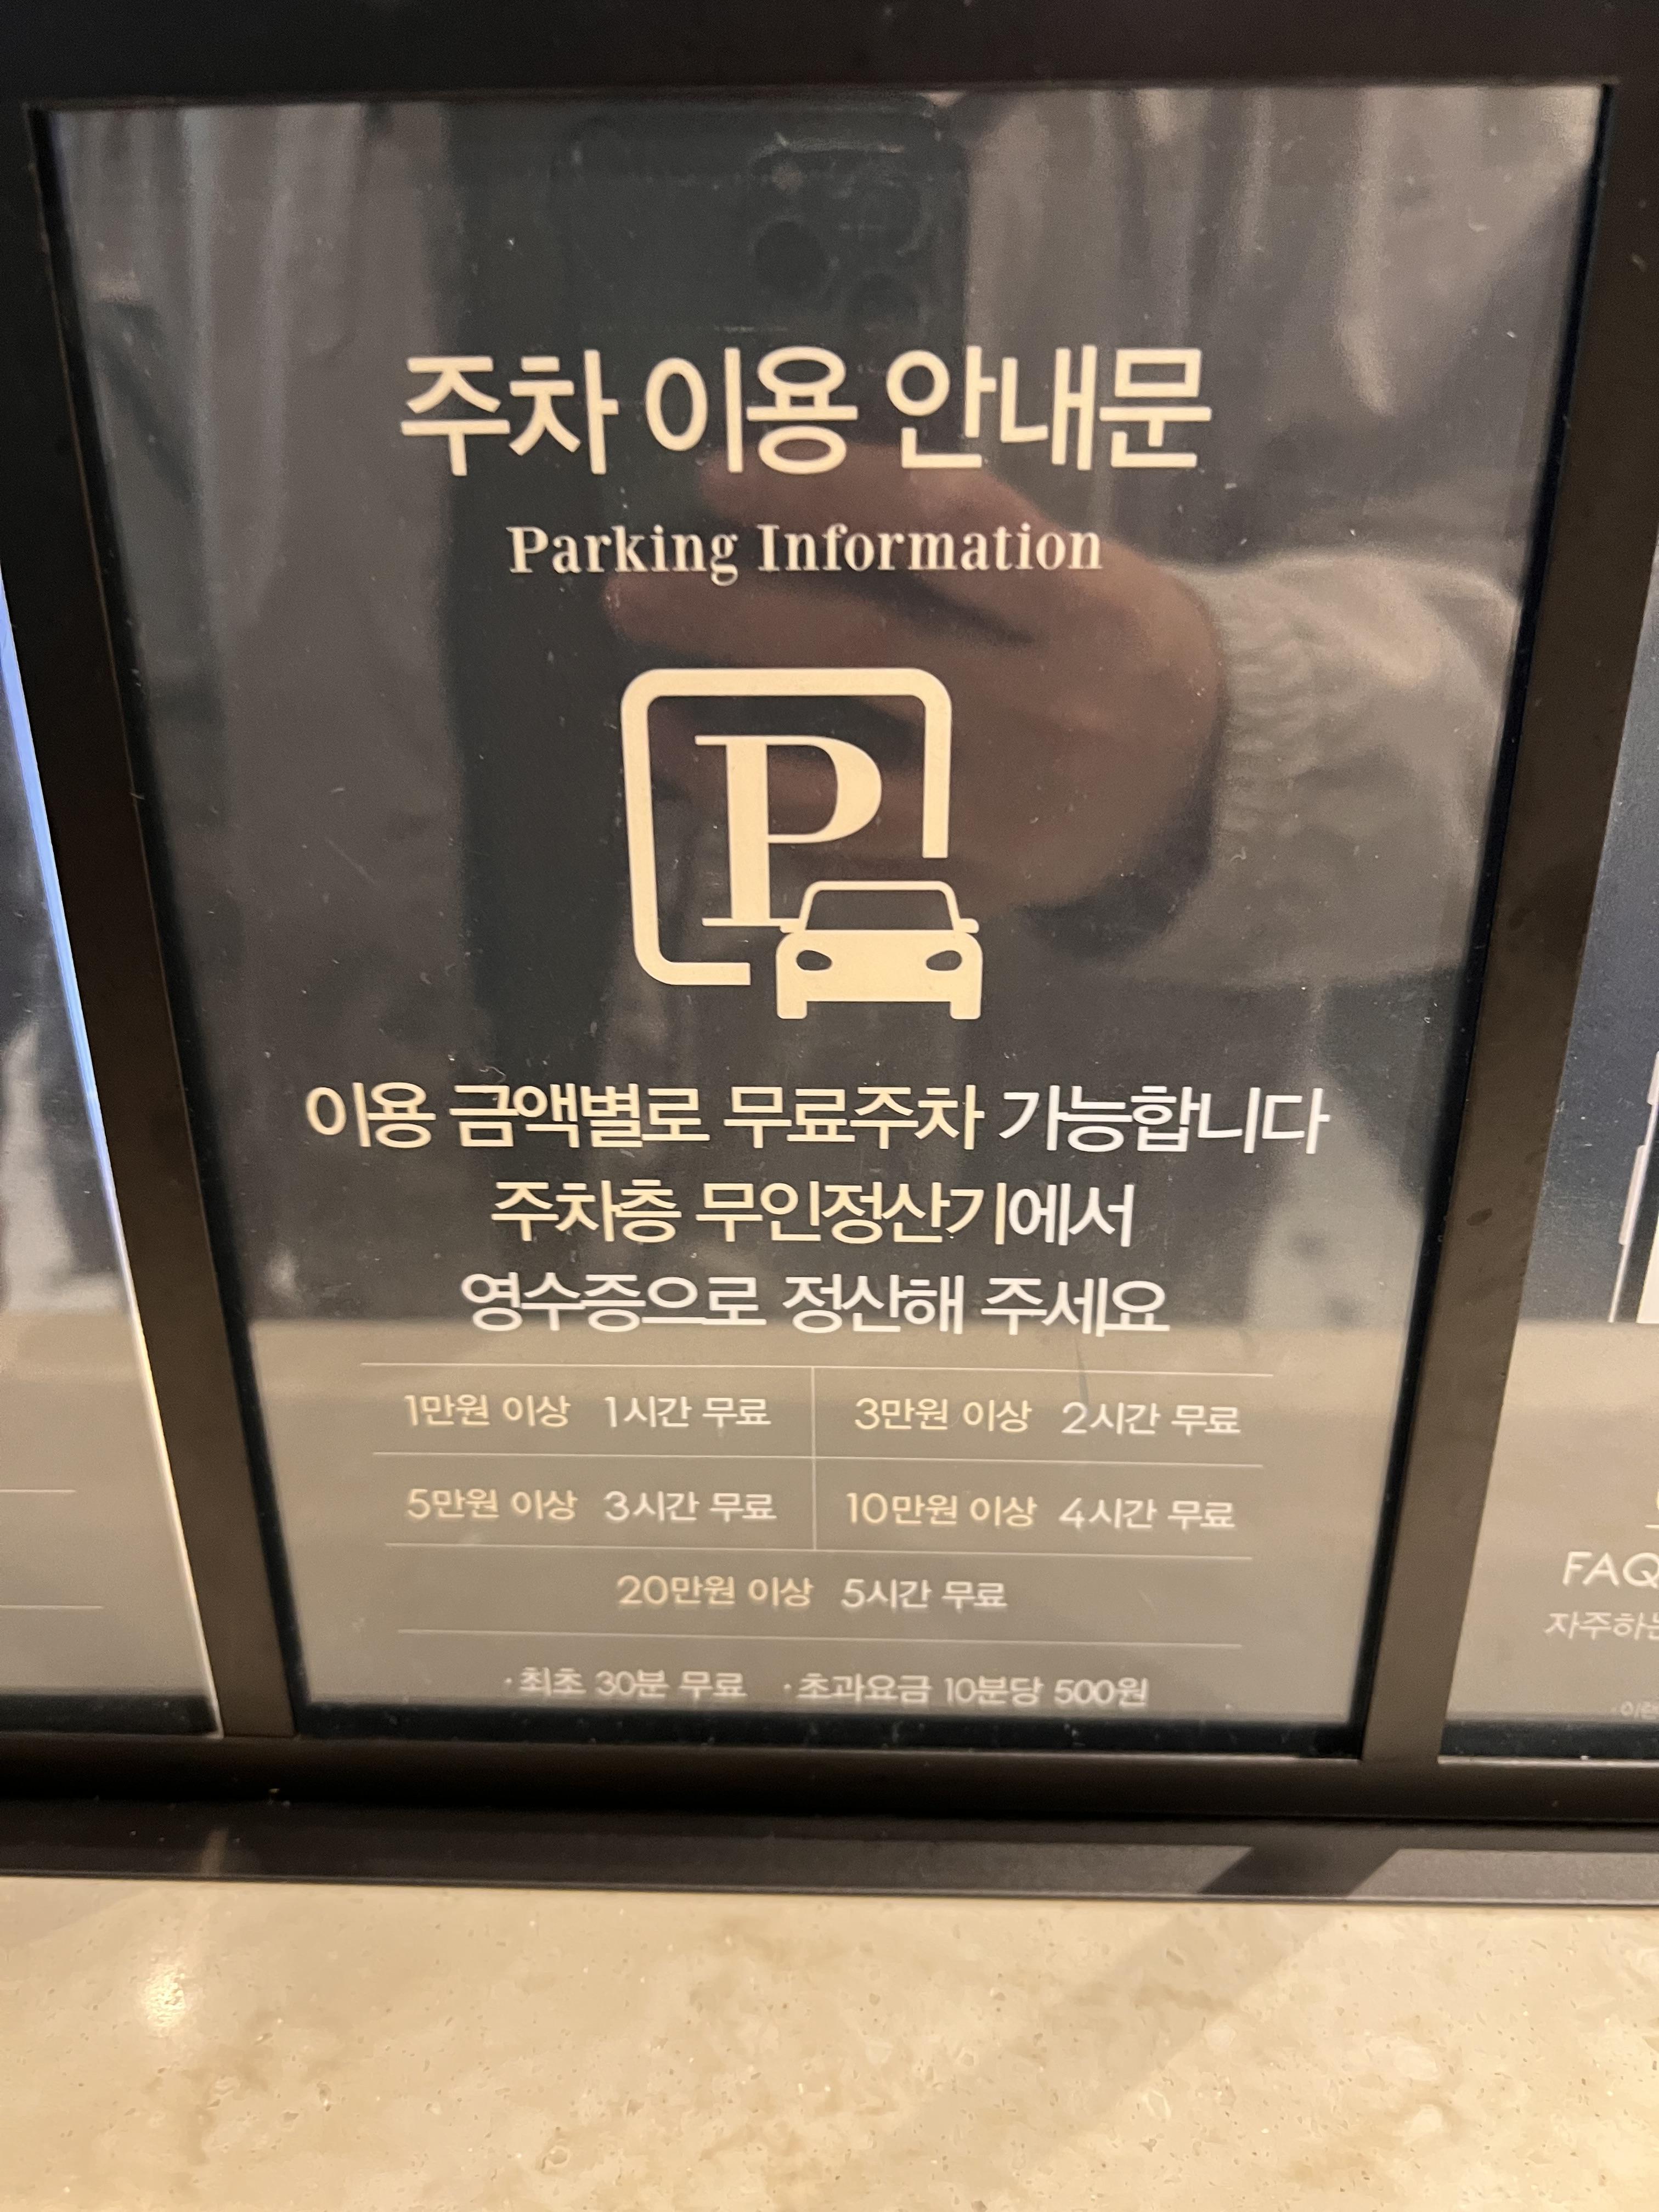 주차 이용 안내문
Parking Information
P
이용 금액별로 무료주차 가능합니다
주차층 무인정산기에서
영수증으로 정산해 주세요
1만원 이상 1시간 무료 3만원 이상 2시간 무료
5만원 이상 3시간 무료 10만원 이상 4시간 무료
20만원 이상 5시간 무료
· 최초 30분 무료 · 초과요금 10분당 500원
FAQ
자주하는